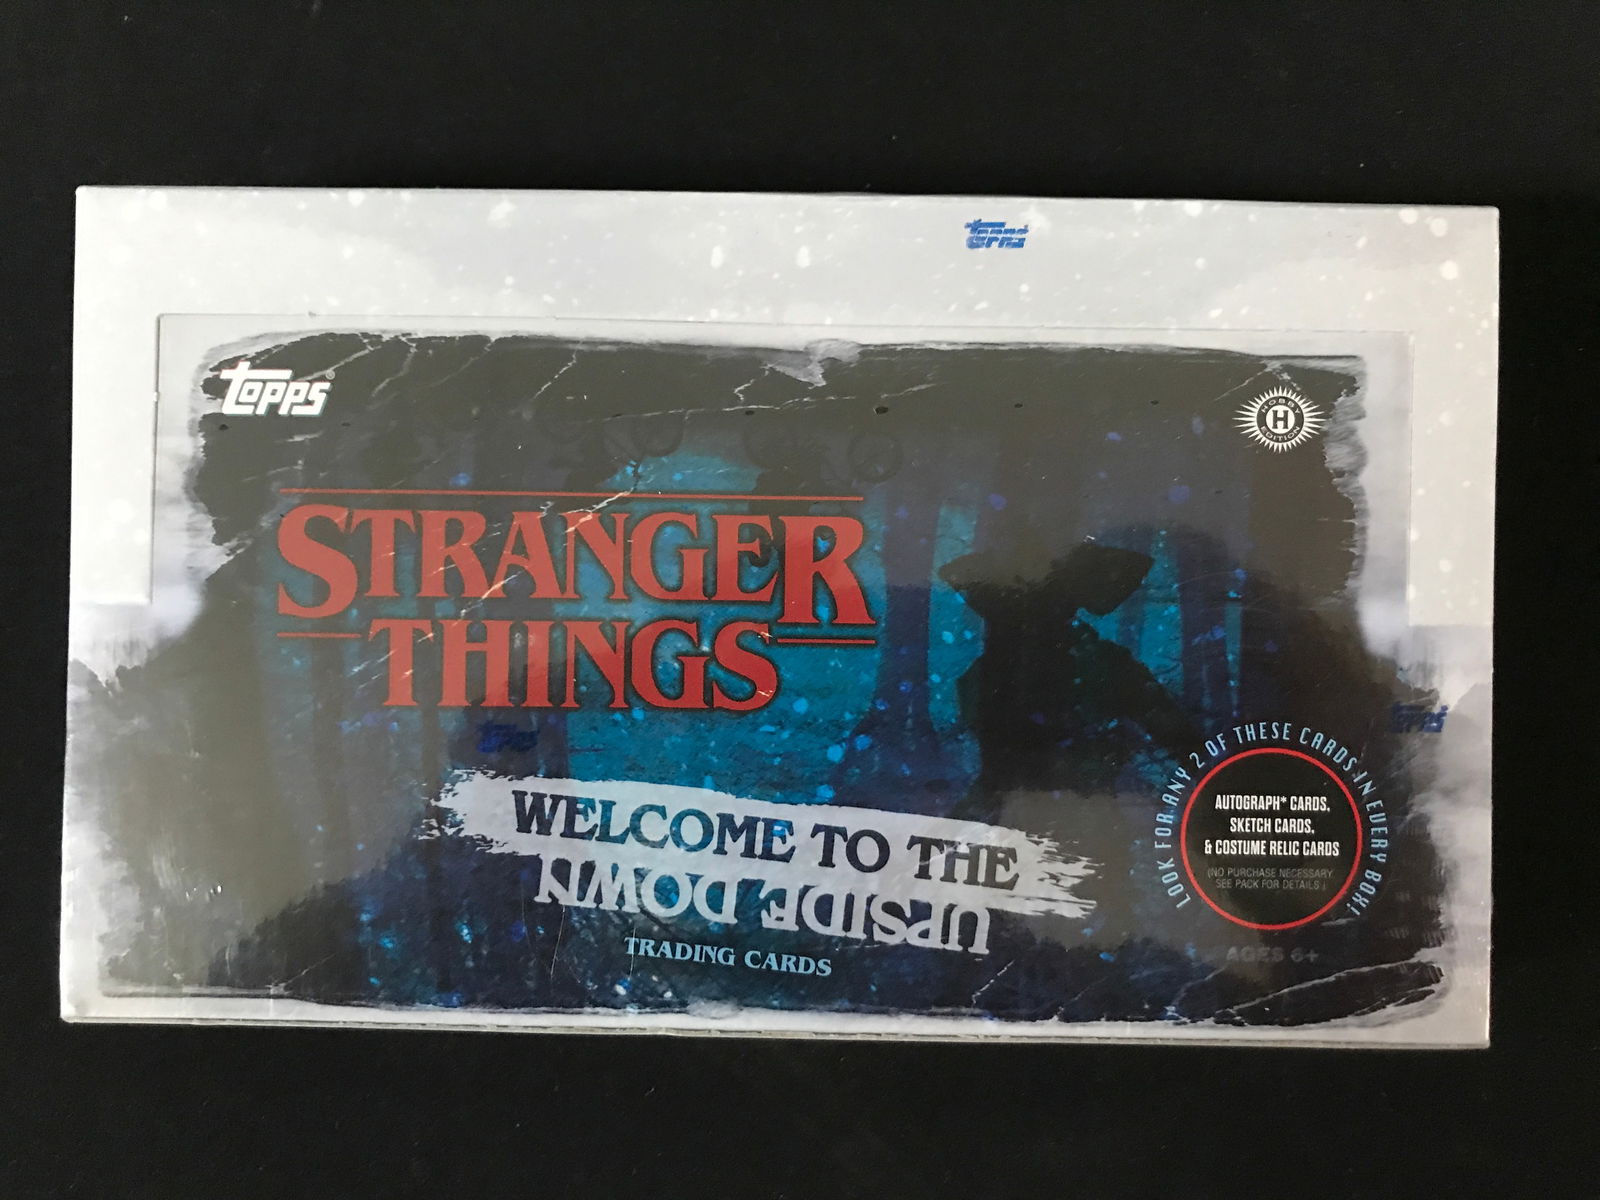 Topps
TOPPS®
HOBBY
H
EDITION
STRANGER
THINGS
Topps
Topps
WELCOME TO THE
UPSIDE DOWN
TRADING CARDS
LOOK FOR ANY 2 OF THESE CARDS IN EVERY BOX!
AUTOGRAPH* CARDS,
SKETCH CARDS,
& COSTUME RELIC CARDS
(NO PURCHASE NECESSARY.
SEE PACK FOR DETAILS.)
AGES 6+